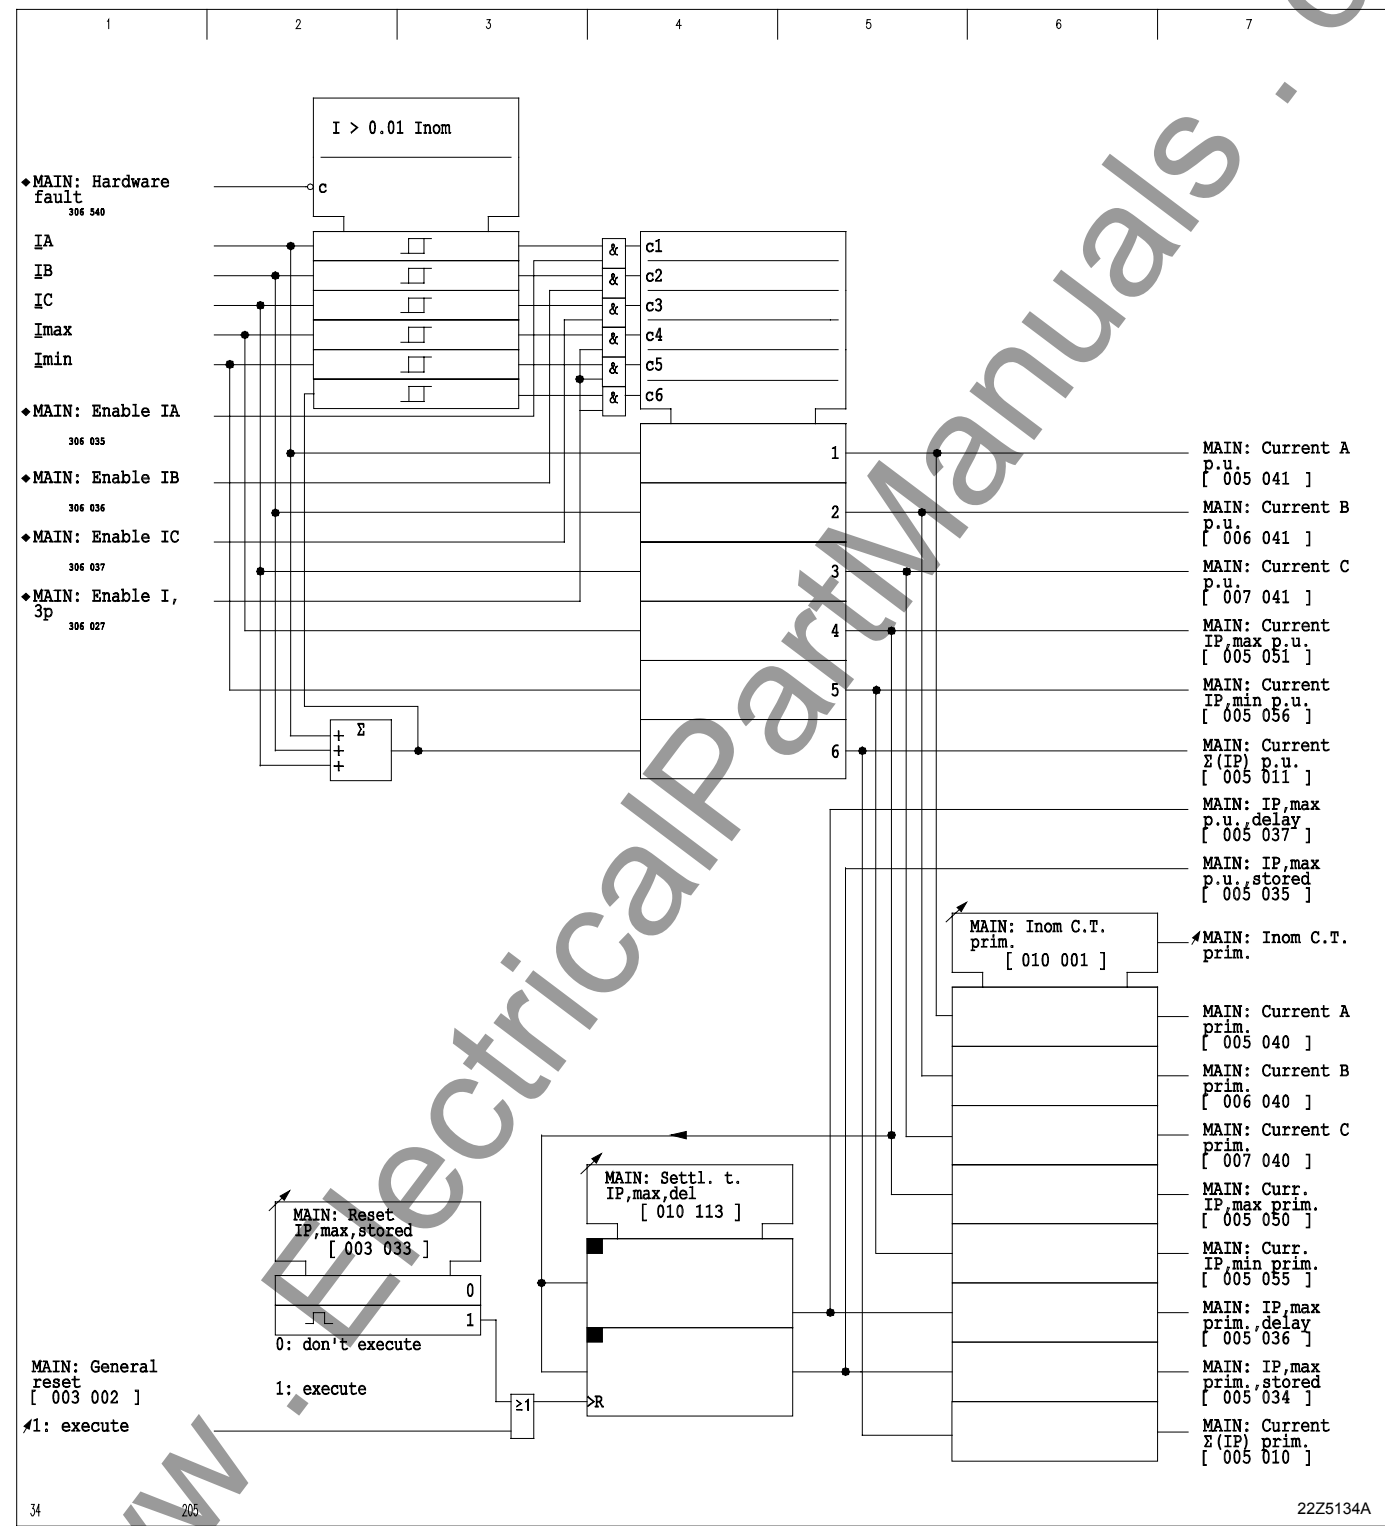 1 2 3 4 5 6 7
I > 0.01 Inom
c
◆MAIN: Hardware
fault
306 540
IA
IB
IC
Imax
Imin
& c1
& c2
& c3
& c4
& c5
& c6
◆MAIN: Enable IA
306 035
◆MAIN: Enable IB
306 036
◆MAIN: Enable IC
306 037
◆MAIN: Enable I,
3p
306 027
1
2
3
4
5
6
Σ
+
+
+
MAIN: Current A
p.u.
[ 005 041 ]
MAIN: Current B
p.u.
[ 006 041 ]
MAIN: Current C
p.u.
[ 007 041 ]
MAIN: Current
IP,max p.u.
[ 005 051 ]
MAIN: Current
IP,min p.u.
[ 005 056 ]
MAIN: Current
Σ(IP) p.u.
[ 005 011 ]
MAIN: IP,max
p.u.,delay
[ 005 037 ]
MAIN: IP,max
p.u.,stored
[ 005 035 ]
MAIN: Inom C.T.
prim.
[ 010 001 ]
MAIN: Inom C.T.
prim.
MAIN: Current A
prim.
[ 005 040 ]
MAIN: Current B
prim.
[ 006 040 ]
MAIN: Current C
prim.
[ 007 040 ]
MAIN: Curr.
IP,max prim.
[ 005 050 ]
MAIN: Curr.
IP,min prim.
[ 005 055 ]
MAIN: IP,max
prim.,delay
[ 005 036 ]
MAIN: IP,max
prim.,stored
[ 005 034 ]
MAIN: Current
Σ(IP) prim.
[ 005 010 ]
MAIN: Settl. t.
IP,max,del
[ 010 113 ]
R
MAIN: Reset
IP,max,stored
[ 003 033 ]
0
1
0: don't execute
1: execute
≥1
MAIN: General
reset
[ 003 002 ]
1: execute
34 205
22Z5134A
w . ElectricalPartManuals .